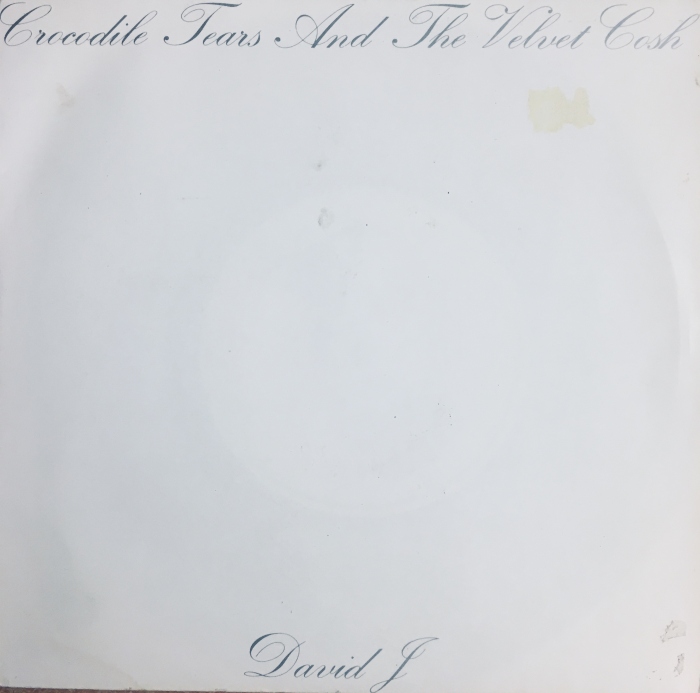 Crocodile Tears And The Velvet Cosh
David J